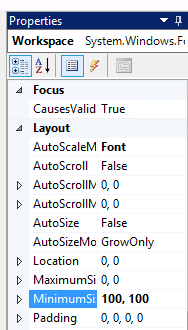 Properties
Workspace System.Windows.Fo
Focus
CausesValid True
Layout
AutoScaleM Font
AutoScroll False
AutoScrollM 0, 0
AutoScrollM 0, 0
AutoSize False
AutoSizeMo GrowOnly
Location 0, 0
MaximumSi 0, 0
MinimumSi 100, 100
Padding 0, 0, 0, 0